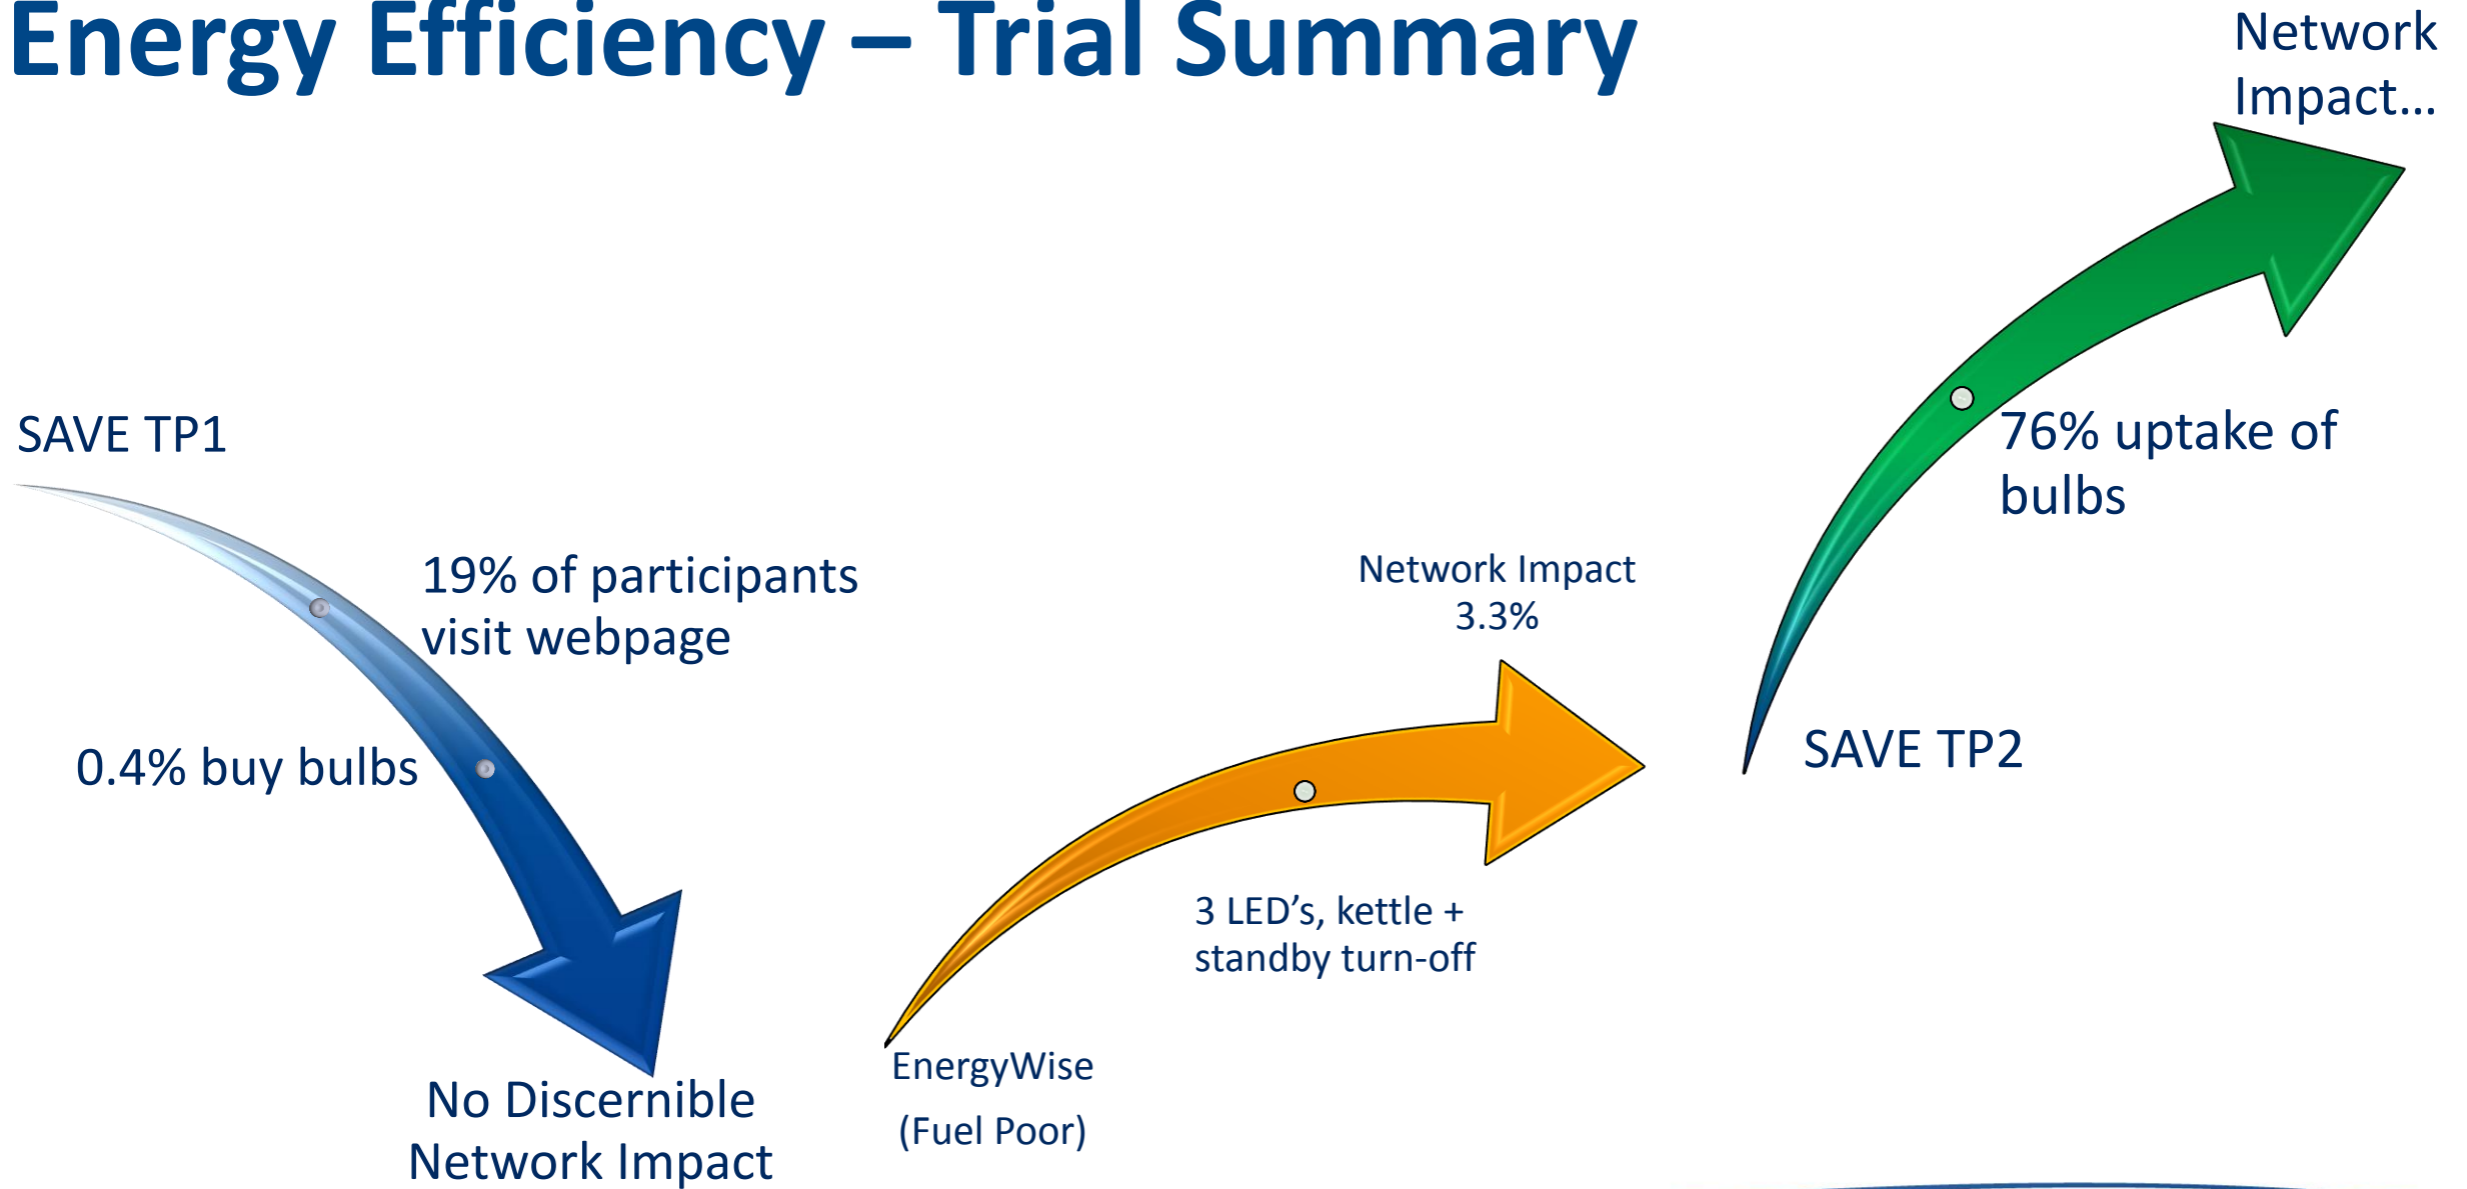 Energy Efficiency – Trial Summary
SAVE TP1
19% of participants
visit webpage
0.4% buy bulbs
No Discernible
Network Impact
EnergyWise
(Fuel Poor)
3 LED’s, kettle +
standby turn-off
Network Impact
3.3%
SAVE TP2
76% uptake of
bulbs
Network
Impact...